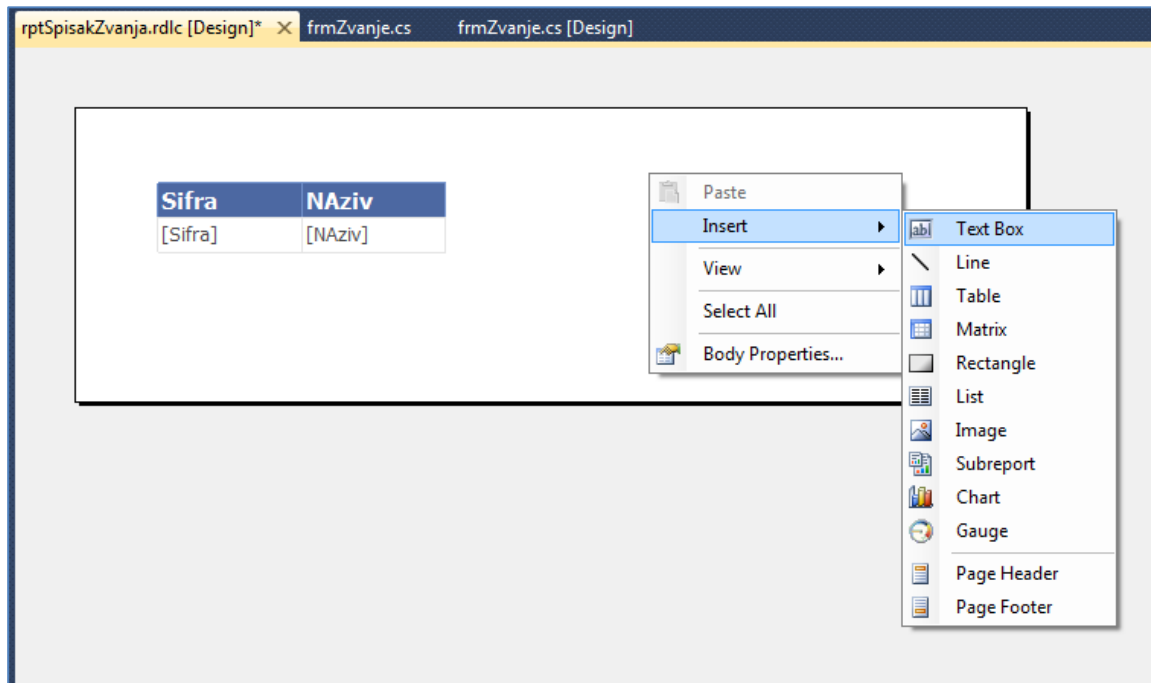 rptSpisakZvanja.rdlc [Design]* frmZvanje.cs frmZvanje.cs [Design]
Sifra NAziv
[Sifra] [NAziv]
Paste
Insert
View
Select All
Body Properties...
ab
Text Box
Line
Table
Matrix
Rectangle
List
Image
Subreport
Chart
Gauge
Page Header
Page Footer